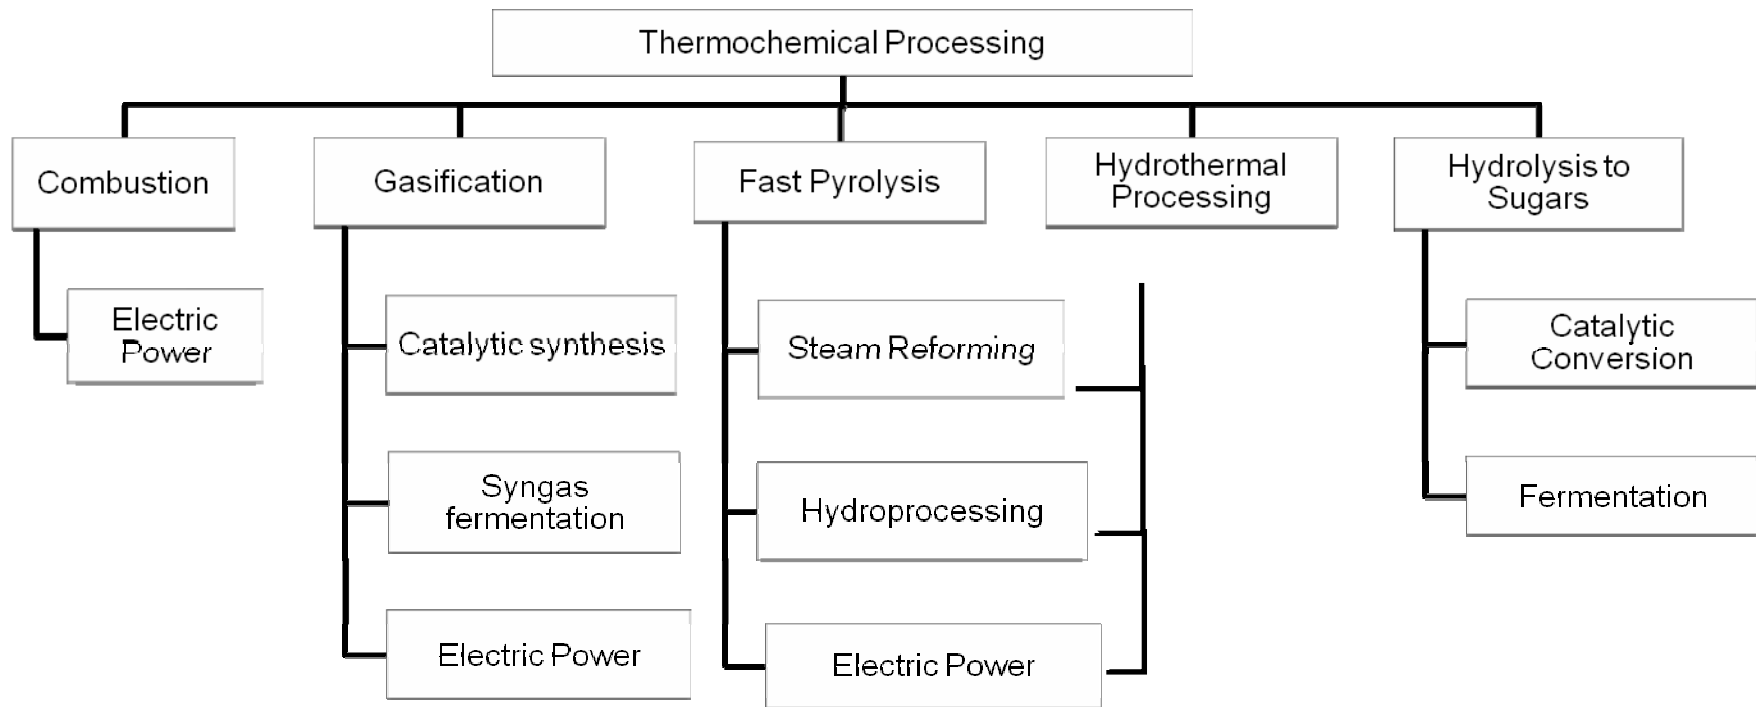 Thermochemical Processing
Combustion
Gasification
Fast Pyrolysis
Hydrothermal
Processing
Hydrolysis to
Sugars
Electric
Power
Catalytic synthesis
Steam Reforming
Catalytic
Conversion
Syngas
fermentation
Hydroprocessing
Fermentation
Electric Power
Electric Power